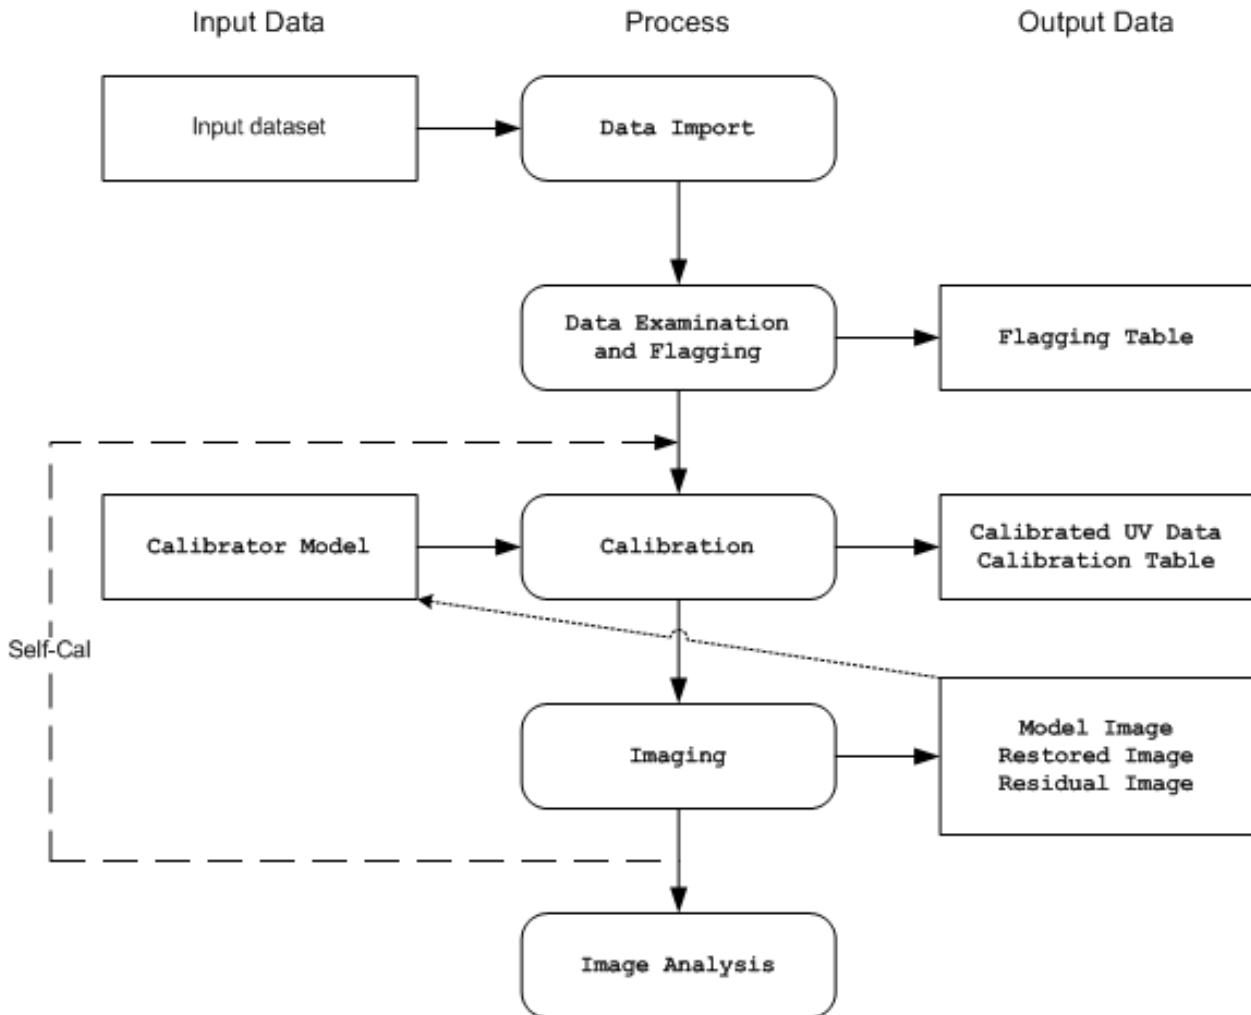 Input Data
Process
Output Data
Input dataset
Data Import
Data Examination
and Flagging
Flagging Table
Calibrator Model
Calibration
Calibrated UV Data
Calibration Table
Self-Cal
Imaging
Model Image
Restored Image
Residual Image
Image Analysis